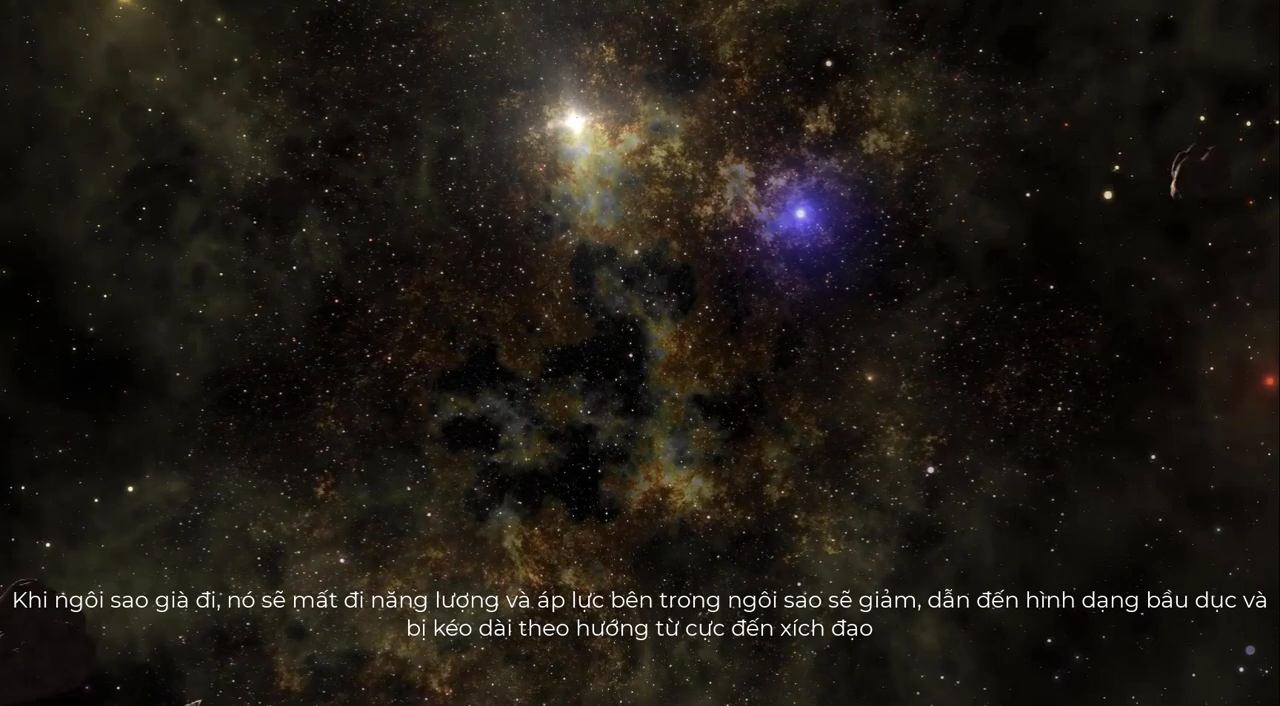 Khi ngôi sao già đi, nó sẽ mất đi năng lượng và áp lực bên trong ngôi sao sẽ giảm, dẫn đến hình dạng bầu dục và
bị kéo dài theo hướng từ cực đến xích đạo